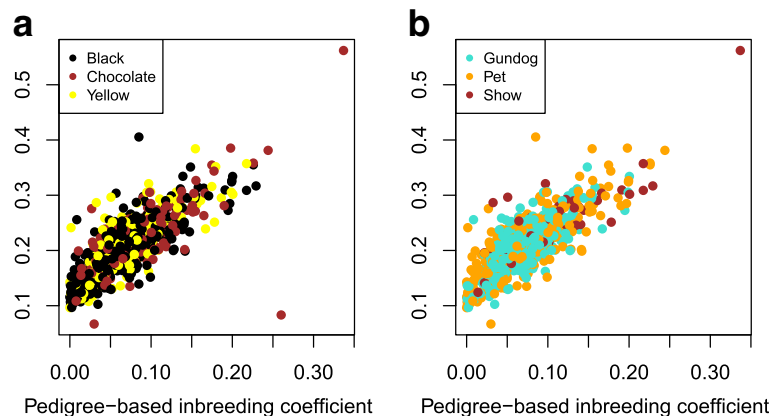 a
Black
Chocolate
Yellow
0.1 0.2 0.3 0.4 0.5
0.00 0.10 0.20 0.30
Pedigree−based inbreeding coefficient
b
Gundog
Pet
Show
0.1 0.2 0.3 0.4 0.5
0.00 0.10 0.20 0.30
Pedigree−based inbreeding coefficient